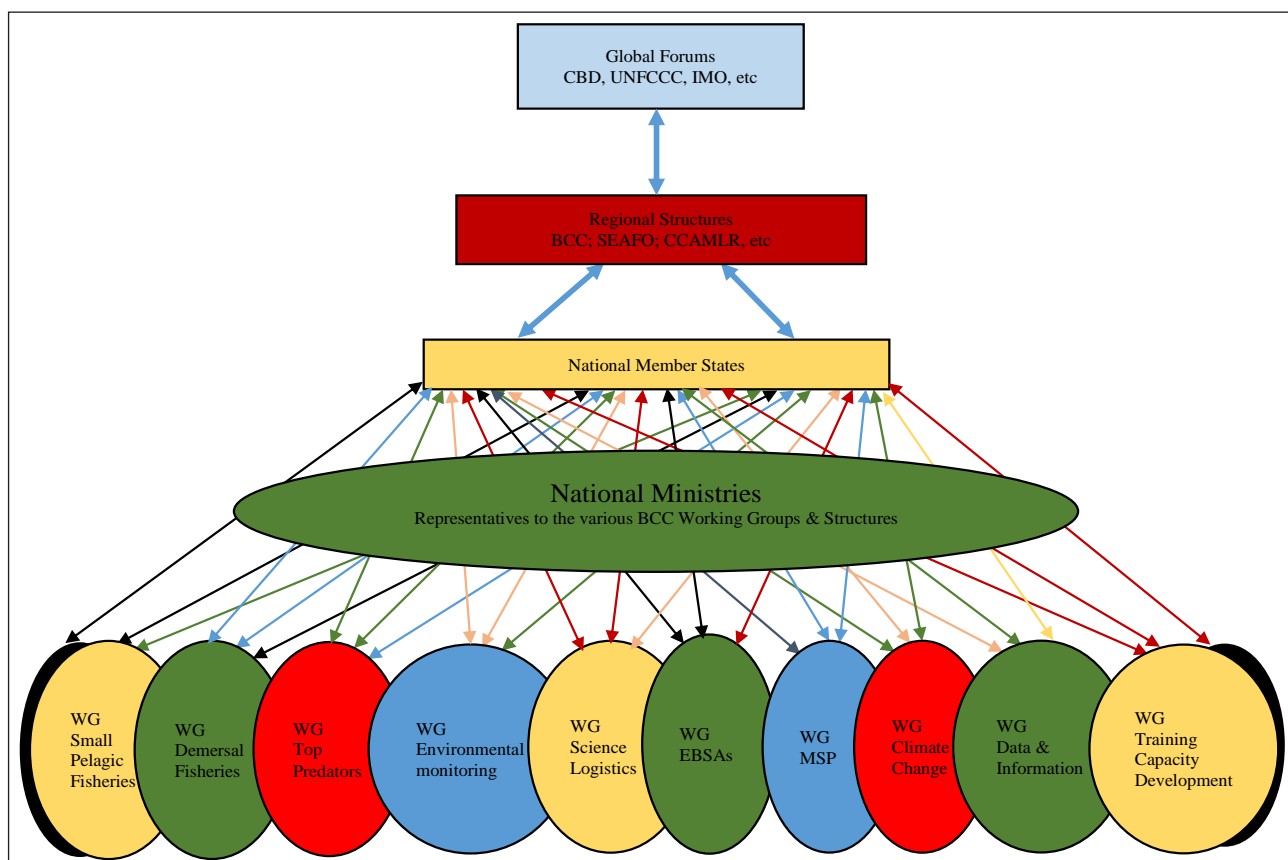 Global Forums
CBD, UNFCCC, IMO, etc
Regional Structures
BCC; SEAFO; CCAMLR, etc
National Member States
National Ministries
Representatives to the various BCC Working Groups & Structures
WG
Small
Pelagic
Fisheries
WG
Demersal
Fisheries
WG
Top
Predators
WG
Environmental
monitoring
WG
Science
Logistics
WG
EBSAs
WG
MSP
WG
Climate
Change
WG
Data &
Information
WG
Training
Capacity
Development